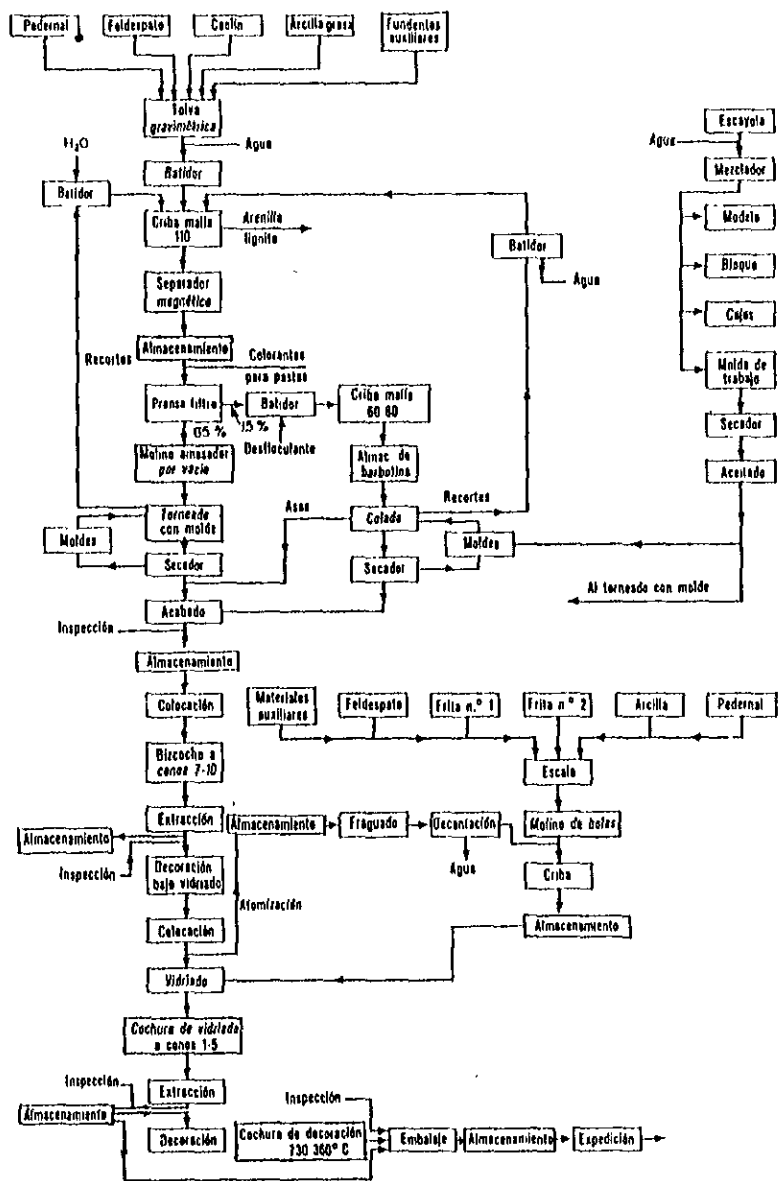 Pedernal
Feldespato
Caolín
Arcilla grasa
Fundentes
auxiliares
Tolva
gravimétrica
Agua
H₂O
Batidor
Batidor
Criba malla
110
Arenilla
lignito
Separador
magnético
Almacenamiento
Colorantes
para pastas
Recortes
Prensa filtro
65 %
15 %
Batidor
Desfloculante
Criba malla
60 80
Molino amasador
por vacío
Almac de
barbotina
Torneado
con molde
Moldes
Secador
Asas
Colada
Recortes
Moldes
Secador
Batidor
Agua
Escayola
Agua
Mezclador
Modelo
Bloque
Cajas
Molde de
trabajo
Secador
Aceitado
Al torneado con molde
Acabado
Inspección
Almacenamiento
Colocación
Bizcocho a
conos 7-10
Extracción
Almacenamiento
Inspección
Decoración
bajo vidriado
Colocación
Vidriado
Materiales
auxiliares
Feldespato
Frita n.º 1
Frita nº 2
Arcilla
Pedernal
Escala
Molino de bolas
Criba
Almacenamiento
Almacenamiento
Fraguado
Decantación
Agua
Atomización
Cochura de vidriado
a conos 1-5
Inspección
Extracción
Almacenamiento
Decoración
Inspección
Cochura de decoración
730 360° C
Embalaje
Almacenamiento
Expedición